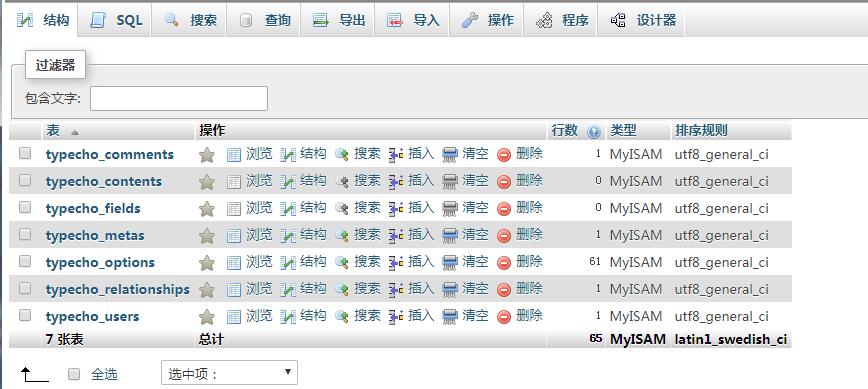 结构 SQL 搜索 查询 导出 导入 操作 程序 设计器
过滤器
包含文字:
表 操作 行数 类型 排序规则
typecho_comments 浏览 结构 搜索 插入 清空 删除 1 MyISAM utf8_general_ci
typecho_contents 浏览 结构 搜索 插入 清空 删除 0 MyISAM utf8_general_ci
typecho_fields 浏览 结构 搜索 插入 清空 删除 0 MyISAM utf8_general_ci
typecho_metas 浏览 结构 搜索 插入 清空 删除 1 MyISAM utf8_general_ci
typecho_options 浏览 结构 搜索 插入 清空 删除 61 MyISAM utf8_general_ci
typecho_relationships 浏览 结构 搜索 插入 清空 删除 1 MyISAM utf8_general_ci
typecho_users 浏览 结构 搜索 插入 清空 删除 1 MyISAM utf8_general_ci
7 张表 总计 65 MyISAM latin1_swedish_ci
全选 选中项：